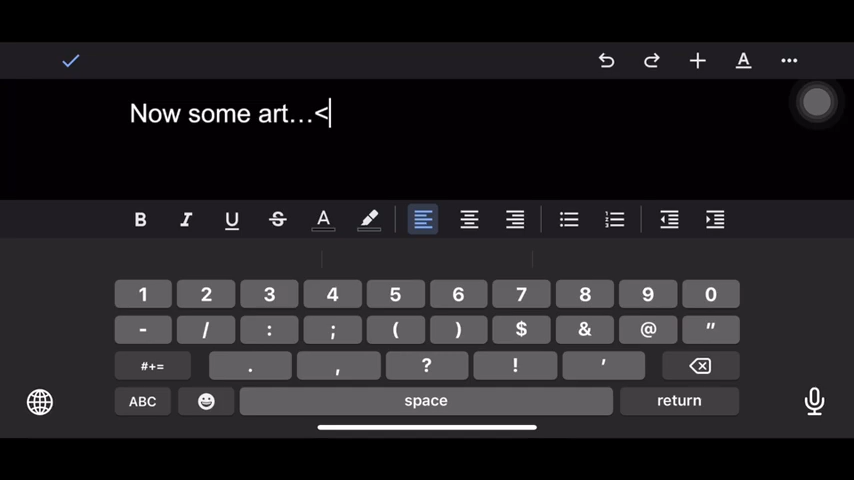 Now some art…<
B I U S A
1 2 3 4 5 6 7 8 9 0
- / : ; ( ) $ & @ "
#+= . , ? ! '
ABC space return